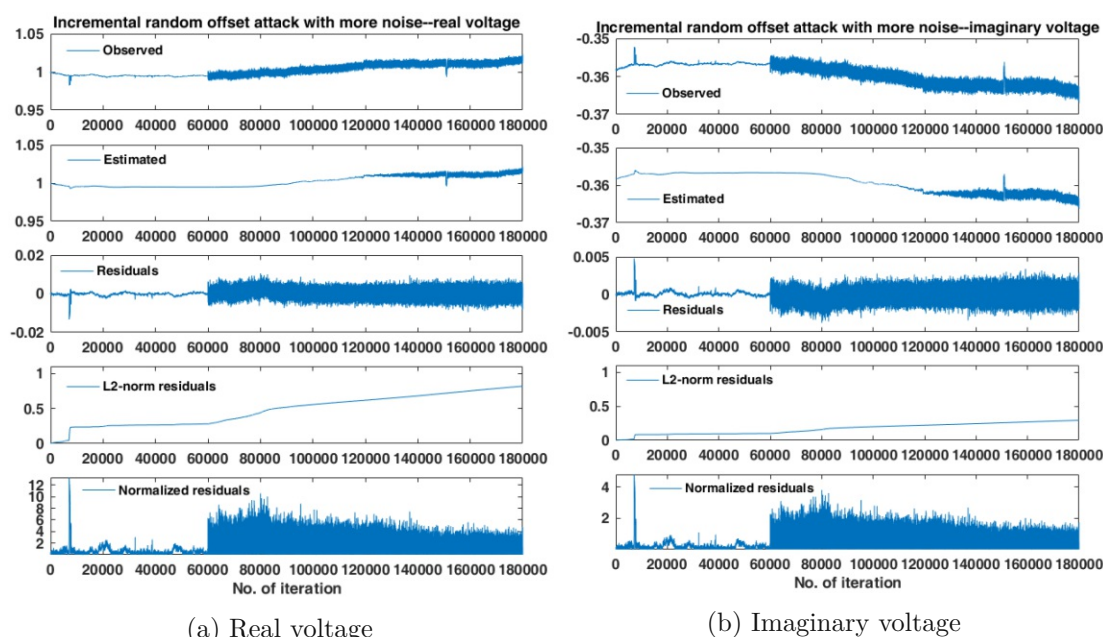 Incremental random offset attack with more noise--real voltage
1.05
1
0.95
Observed
0 20000 40000 60000 80000 100000 120000 140000 160000 180000
1.05
1
0.95
Estimated
0 20000 40000 60000 80000 100000 120000 140000 160000 180000
0.02
0
-0.02
Residuals
0 20000 40000 60000 80000 100000 120000 140000 160000 180000
1
0.5
0
L2-norm residuals
0 20000 40000 60000 80000 100000 120000 140000 160000 180000
12
10
8
6
4
2
Normalized residuals
0 20000 40000 60000 80000 100000 120000 140000 160000 180000
No. of iteration
(a) Real voltage
Incremental random offset attack with more noise--imaginary voltage
-0.35
-0.36
-0.37
Observed
0 20000 40000 60000 80000 100000 120000 140000 160000 180000
-0.35
-0.36
-0.37
Estimated
0 20000 40000 60000 80000 100000 120000 140000 160000 180000
0.005
0
-0.005
Residuals
0 20000 40000 60000 80000 100000 120000 140000 160000 180000
1
0.5
0
L2-norm residuals
0 20000 40000 60000 80000 100000 120000 140000 160000 180000
4
2
Normalized residuals
0 20000 40000 60000 80000 100000 120000 140000 160000 180000
No. of iteration
(b) Imaginary voltage